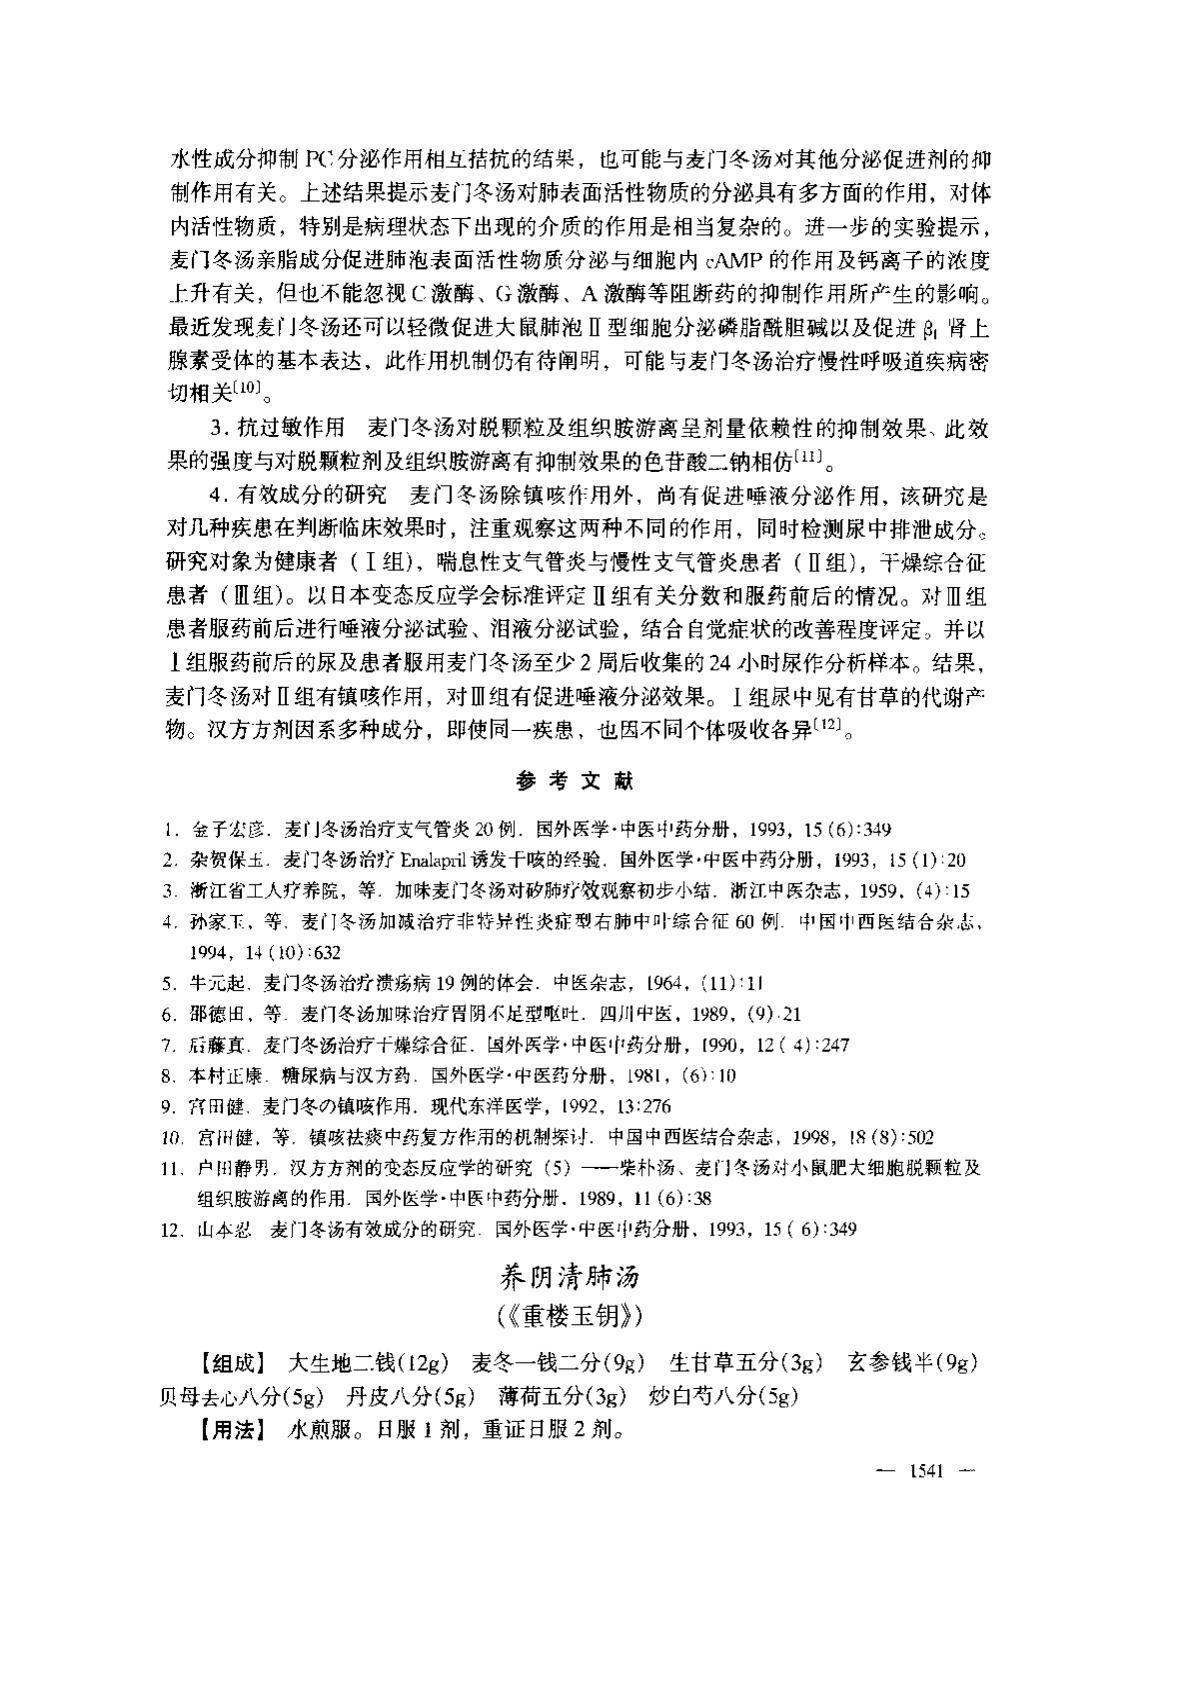 水性成分抑制 PC 分泌作用相互拮抗的结果，也可能与麦门冬汤对其他分泌促进剂的抑
制作用有关。上述结果提示麦门冬汤对肺表面活性物质的分泌具有多方面的作用，对体
内活性物质，特别是病理状态下出现的介质的作用是相当复杂的。进一步的实验提示，
麦门冬汤亲脂成分促进肺泡表面活性物质分泌与细胞内 cAMP 的作用及钙离子的浓度
上升有关，但也不能忽视 C 激酶、G 激酶、A 激酶等阻断药的抑制作用所产生的影响。
最近发现麦门冬汤还可以轻微促进大鼠肺泡Ⅱ型细胞分泌磷脂酰胆碱以及促进 β₁ 肾上
腺素受体的基本表达，此作用机制仍有待阐明，可能与麦门冬汤治疗慢性呼吸道疾病密
切相关〔10〕。
3. 抗过敏作用　麦门冬汤对脱颗粒及组织胺游离呈剂量依赖性的抑制效果、此效
果的强度与对脱颗粒剂及组织胺游离有抑制效果的色苷酸二钠相仿〔11〕。
4. 有效成分的研究　麦门冬汤除镇咳作用外，尚有促进唾液分泌作用，该研究是
对几种疾患在判断临床效果时，注重观察这两种不同的作用，同时检测尿中排泄成分。
研究对象为健康者（Ⅰ组），喘息性支气管炎与慢性支气管炎患者（Ⅱ组），干燥综合征
患者（Ⅲ组）。以日本变态反应学会标准评定Ⅱ组有关分数和服药前后的情况。对Ⅲ组
患者服药前后进行唾液分泌试验、泪液分泌试验，结合自觉症状的改善程度评定。并以
Ⅰ组服药前后的尿及患者服用麦门冬汤至少 2 周后收集的 24 小时尿作分析样本。结果，
麦门冬汤对Ⅱ组有镇咳作用，对Ⅲ组有促进唾液分泌效果。Ⅰ组尿中见有甘草的代谢产
物。汉方方剂因系多种成分，即使同一疾患，也因不同个体吸收各异〔12〕。
参 考 文 献
1. 金子宏彦. 麦门冬汤治疗支气管炎 20 例. 国外医学·中医中药分册，1993，15 (6):349
2. 杂贺保玉. 麦门冬汤治疗 Enalapril 诱发干咳的经验. 国外医学·中医中药分册，1993，15 (1):20
3. 浙江省工人疗养院，等. 加味麦门冬汤对矽肺疗效观察初步小结. 浙江中医杂志，1959，(4):15
4. 孙家玉，等. 麦门冬汤加减治疗非特异性炎症型右肺中叶综合征 60 例. 中国中西医结合杂志，
1994，14 (10):632
5. 牛元起. 麦门冬汤治疗溃疡病 19 例的体会. 中医杂志，1964，(11):11
6. 邵德田，等. 麦门冬汤加味治疗胃阴不足型呕吐. 四川中医，1989，(9):21
7. 后藤真. 麦门冬汤治疗干燥综合征. 国外医学·中医中药分册，1990，12 ( 4):247
8. 本村正康. 糖尿病与汉方药. 国外医学·中医药分册，1981，(6):10
9. 宫田健. 麦门冬の镇咳作用. 现代东洋医学，1992，13:276
10. 宫田健，等. 镇咳祛痰中药复方作用的机制探讨. 中国中西医结合杂志，1998，18 (8):502
11. 户田静男. 汉方方剂的变态反应学的研究（5）——柴朴汤、麦门冬汤对小鼠肥大细胞脱颗粒及
组织胺游离的作用. 国外医学·中医中药分册，1989，11 (6):38
12. 山本忍　麦门冬汤有效成分的研究. 国外医学·中医中药分册，1993，15 ( 6):349
养阴清肺汤
（《重楼玉钥》）
【组成】　大生地二钱(12g)　麦冬一钱二分(9g)　生甘草五分(3g)　玄参钱半(9g)
贝母去心八分(5g)　丹皮八分(5g)　薄荷五分(3g)　炒白芍八分(5g)
【用法】　水煎服。日服 1 剂，重证日服 2 剂。
— 1541 —